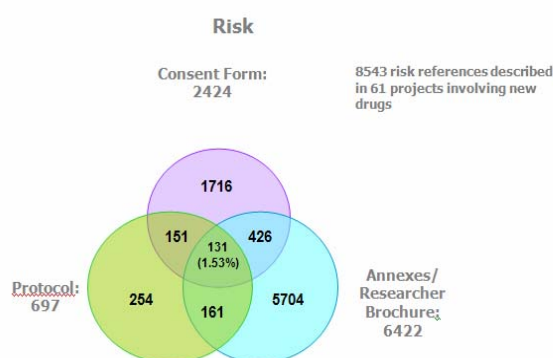 Risk
Consent Form:
2424
8543 risk references described
in 61 projects involving new
drugs
1716
151
131
(1.53%)
426
Protocol:
697
254
161
5704
Annexes/
Researcher
Brochure:
6422